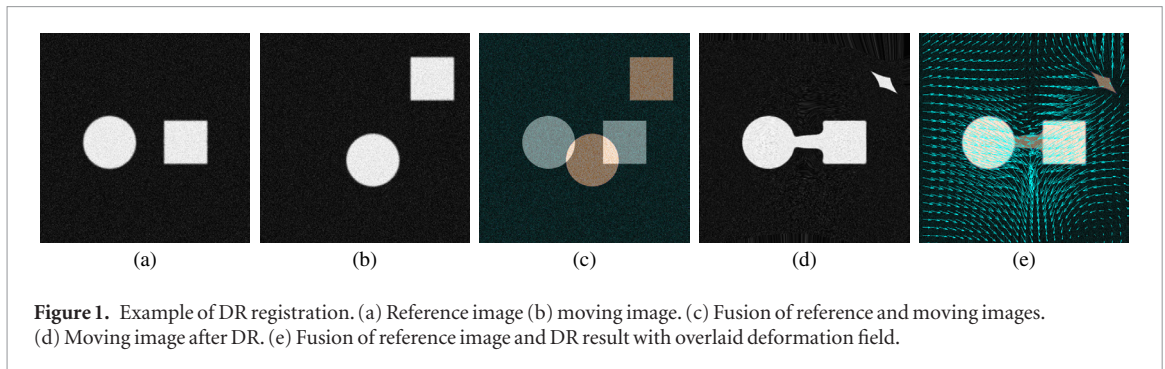 (a) (b) (c) (d) (e)
Figure 1. Example of DR registration. (a) Reference image (b) moving image. (c) Fusion of reference and moving images.
(d) Moving image after DR. (e) Fusion of reference image and DR result with overlaid deformation field.